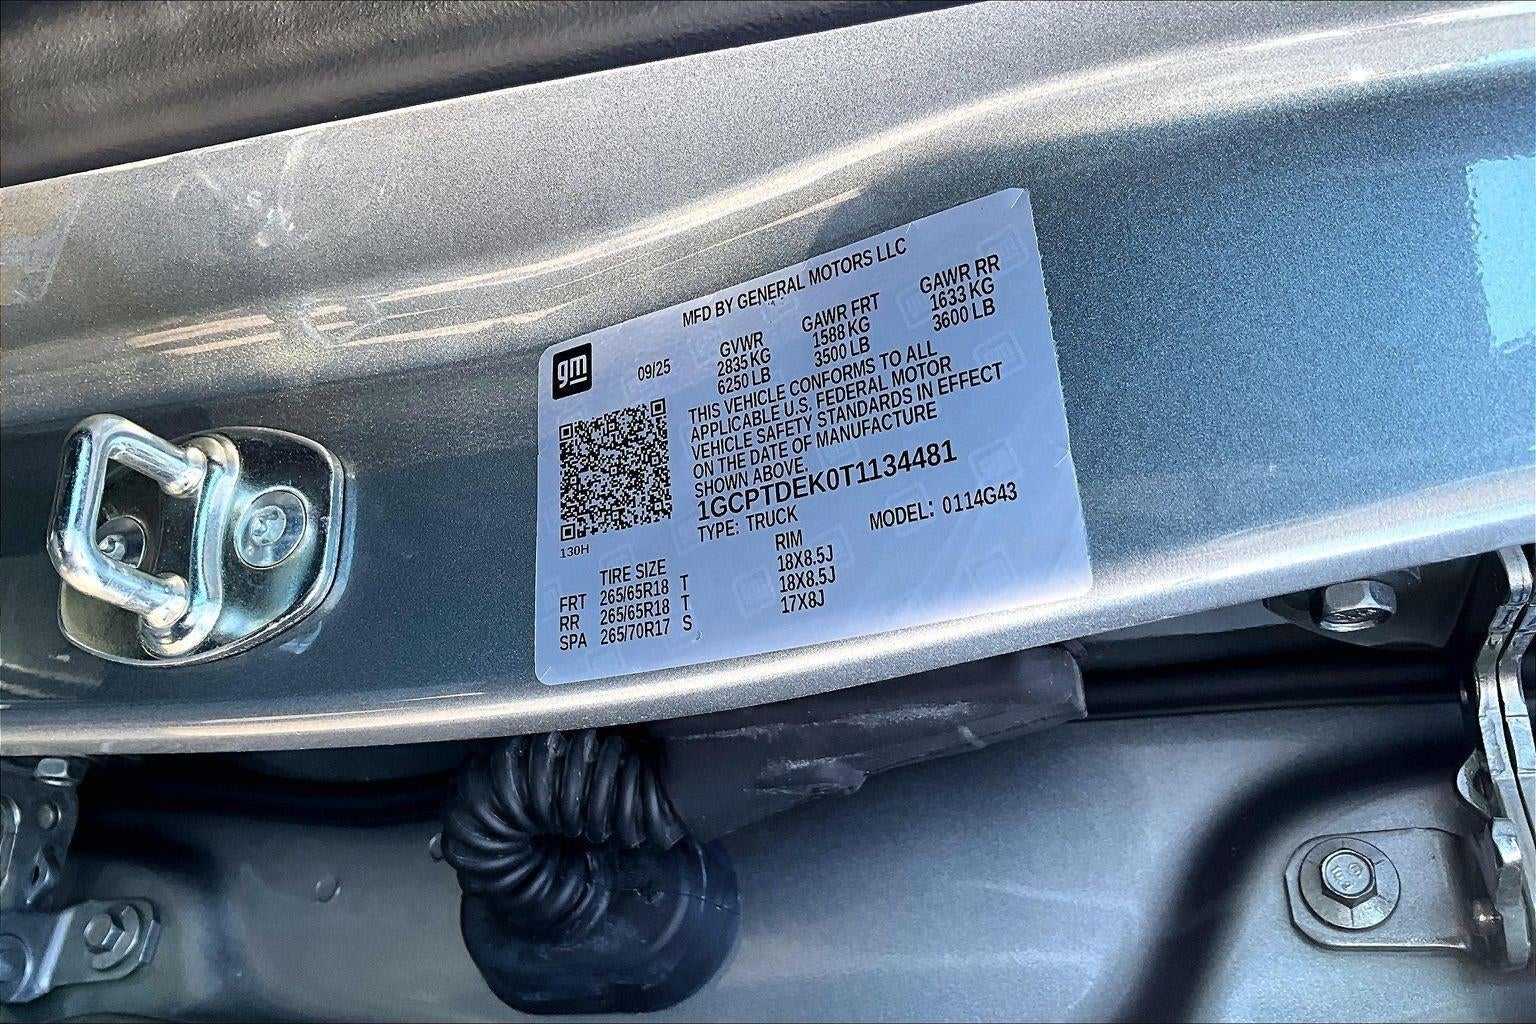 MFD BY GENERAL MOTORS LLC
gm
09/25
GVWR
2835 KG
6250 LB
GAWR FRT
1588 KG
3500 LB
GAWR RR
1633 KG
3600 LB
THIS VEHICLE CONFORMS TO ALL
APPLICABLE U.S. FEDERAL MOTOR
VEHICLE SAFETY STANDARDS IN EFFECT
ON THE DATE OF MANUFACTURE
SHOWN ABOVE.
1GCPTDEK0T1134481
TYPE: TRUCK
MODEL: 0114G43
130H
TIRE SIZE RIM
FRT 265/65R18 T 18X8.5J
RR 265/65R18 T 18X8.5J
SPA 265/70R17 S 17X8J